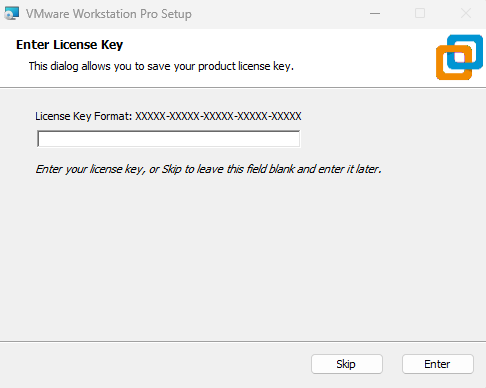 VMware Workstation Pro Setup
Enter License Key
This dialog allows you to save your product license key.
License Key Format: XXXXX-XXXXX-XXXXX-XXXXX-XXXXX
Enter your license key, or Skip to leave this field blank and enter it later.
Skip
Enter